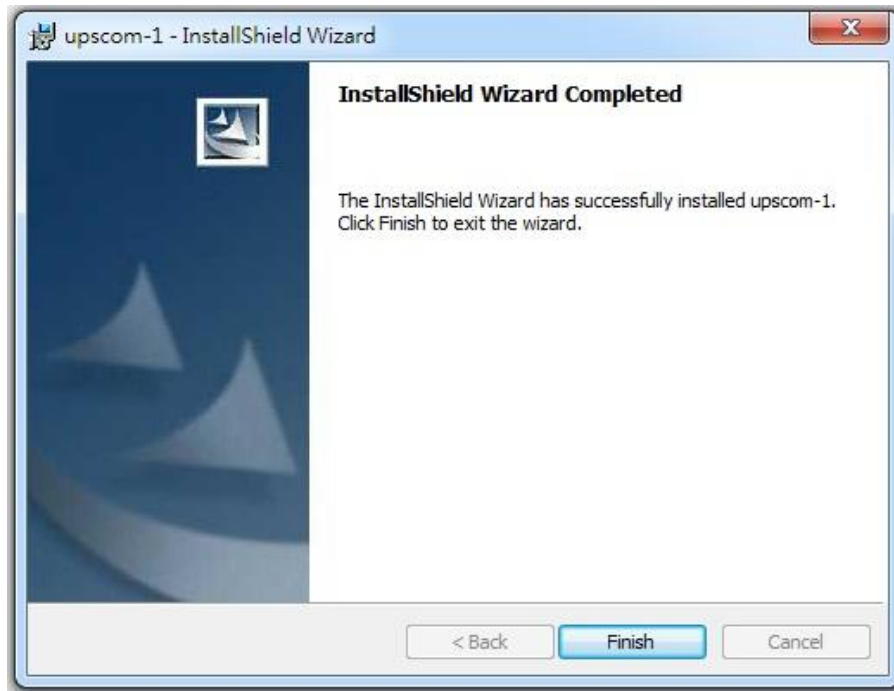 upscom-1 - InstallShield Wizard
InstallShield Wizard Completed
The InstallShield Wizard has successfully installed upscom-1.
Click Finish to exit the wizard.
< Back
Finish
Cancel